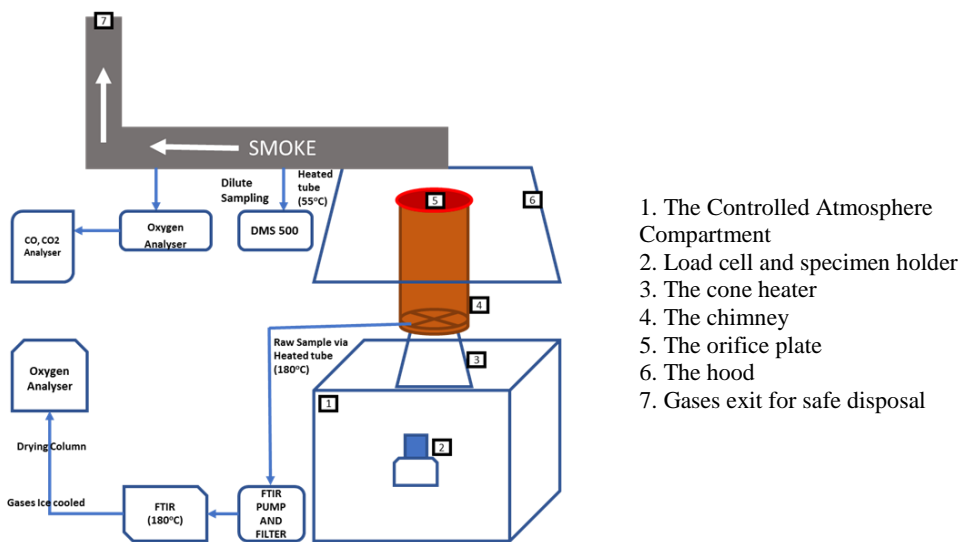 7
SMOKE
Dilute
Sampling
Heated
tube
(55°C)
5
6
CO, CO2
Analyser
Oxygen
Analyser
DMS 500
4
Raw Sample via
Heated tube
(180°C)
3
Oxygen
Analyser
1
2
Drying Column
Gases Ice cooled
FTIR
(180°C)
FTIR
PUMP
AND
FILTER
1. The Controlled Atmosphere
Compartment
2. Load cell and specimen holder
3. The cone heater
4. The chimney
5. The orifice plate
6. The hood
7. Gases exit for safe disposal